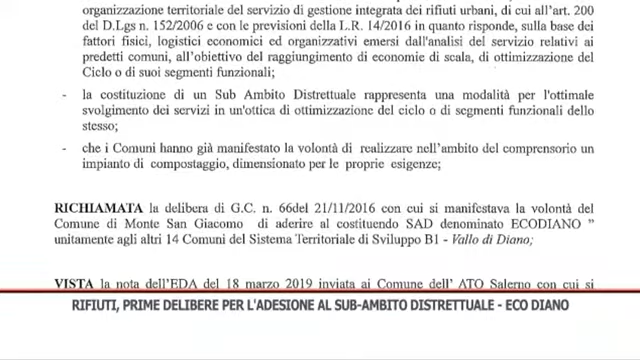 organizzazione territoriale del servizio di gestione integrata dei rifiuti urbani, di cui all'art. 200
del D.Lgs n. 152/2006 e con le previsioni della L.R. 14/2016 in quanto risponde, sulla base dei
fattori fisici, logistici economici ed organizzativi emersi dall'analisi del servizio relativi ai
predetti comuni, all'obiettivo del raggiungimento di economie di scala, di ottimizzazione del
Ciclo o di suoi segmenti funzionali;
- la costituzione di un Sub Ambito Distrettuale rappresenta una modalità per l'ottimale
svolgimento dei servizi in un'ottica di ottimizzazione del ciclo o di segmenti funzionali dello
stesso;
- che i Comuni hanno già manifestato la volontà di realizzare nell'ambito del comprensorio un
impianto di compostaggio, dimensionato per le proprie esigenze;
RICHIAMATA la delibera di G.C. n. 66del 21/11/2016 con cui si manifestava la volontà del
Comune di Monte San Giacomo di aderire al costituendo SAD denominato ECODIANO ”
unitamente agli altri 14 Comuni del Sistema Territoriale di Sviluppo B1 - Vallo di Diano;
VISTA la nota dell'EDA del 18 marzo 2019 inviata ai Comune dell' ATO Salerno con cui si
RIFIUTI, PRIME DELIBERE PER L'ADESIONE AL SUB-AMBITO DISTRETTUALE - ECO DIANO